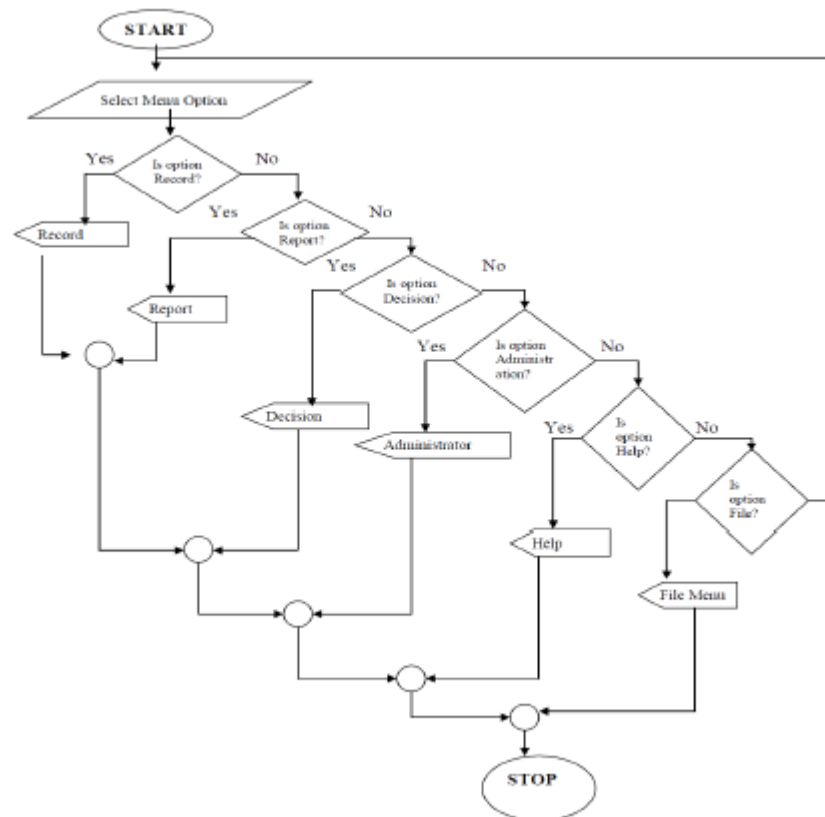 START
Select Menu Option
Yes
Is option
Record?
No
Record
Yes
Is option
Report?
No
Report
Yes
Is option
Decision?
No
Decision
Yes
Is option
Administr
ation?
No
Administrator
Yes
Is
option
Help?
No
Help
Is
option
File?
File Menu
STOP